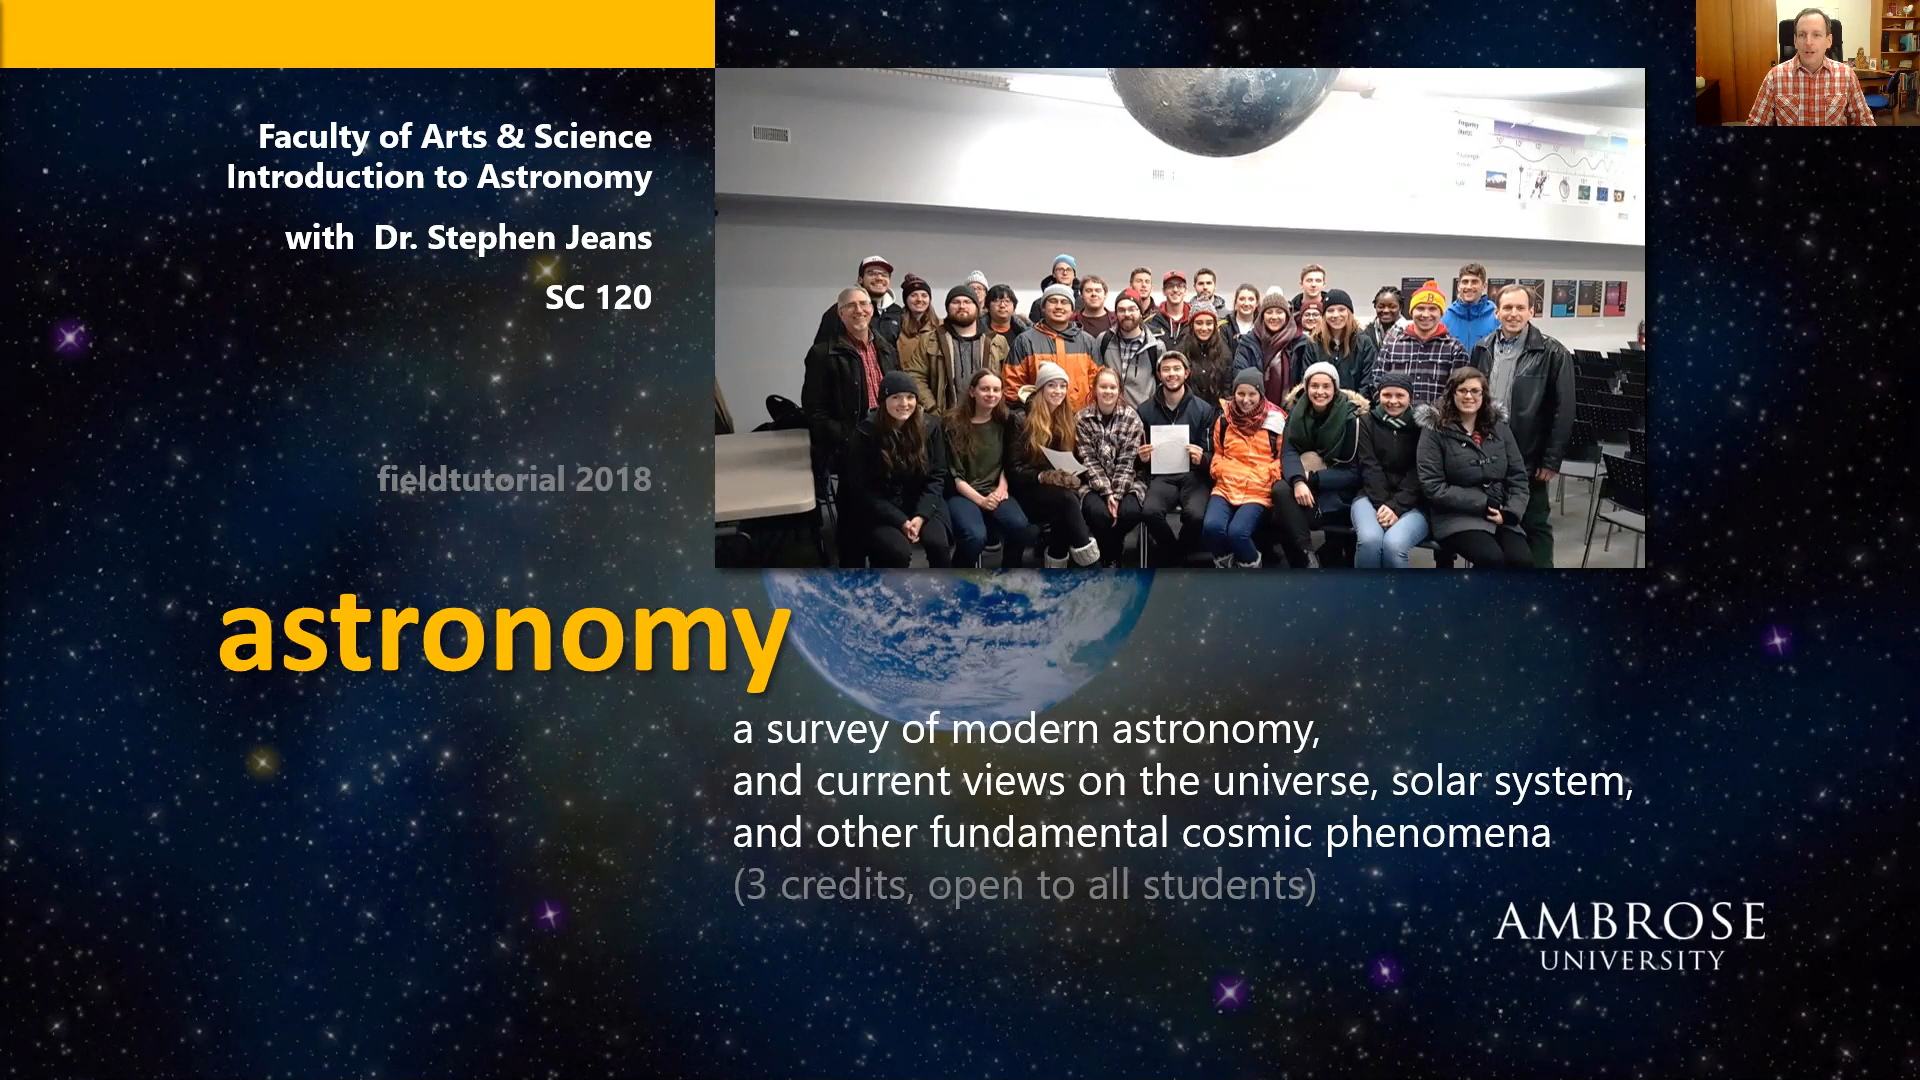 Faculty of Arts & Science
Introduction to Astronomy
with Dr. Stephen Jeans
SC 120
fieldtutorial 2018
astronomy
a survey of modern astronomy,
and current views on the universe, solar system,
and other fundamental cosmic phenomena
(3 credits, open to all students)
AMBROSE
UNIVERSITY